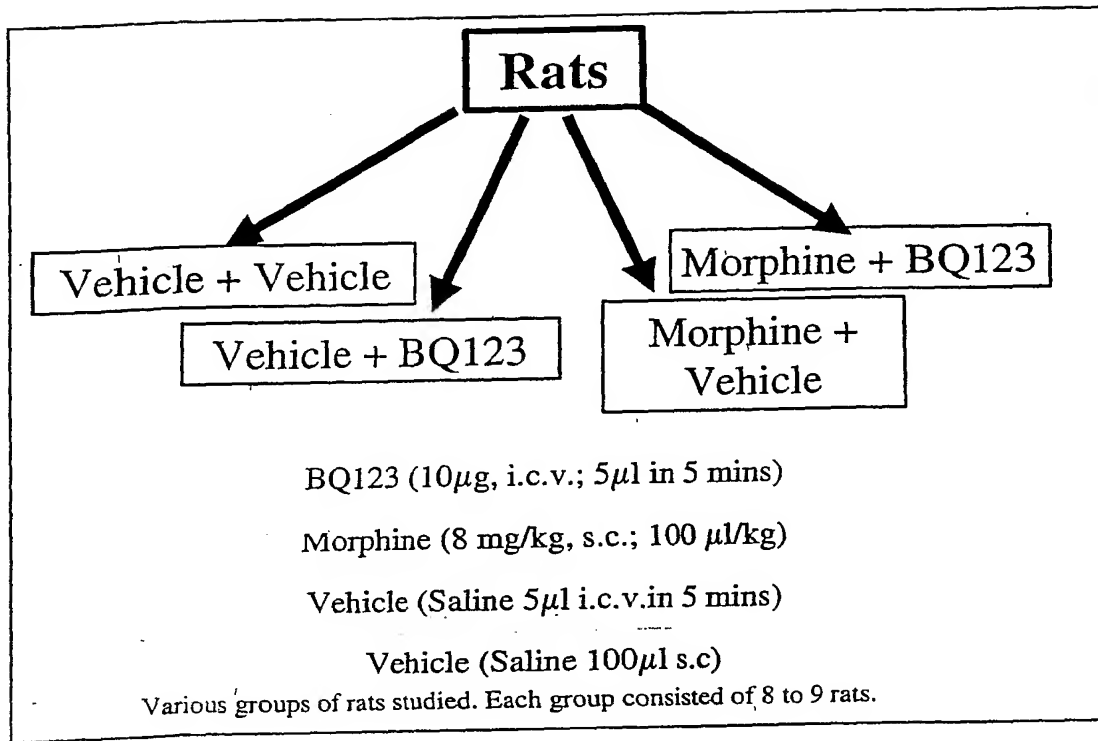 Rats
Vehicle + Vehicle
Vehicle + BQ123
Morphine + BQ123
Morphine +
Vehicle
BQ123 (10µg, i.c.v.; 5µl in 5 mins)
Morphine (8 mg/kg, s.c.; 100 µl/kg)
Vehicle (Saline 5µl i.c.v.in 5 mins)
Vehicle (Saline 100µl s.c)
Various groups of rats studied. Each group consisted of 8 to 9 rats.